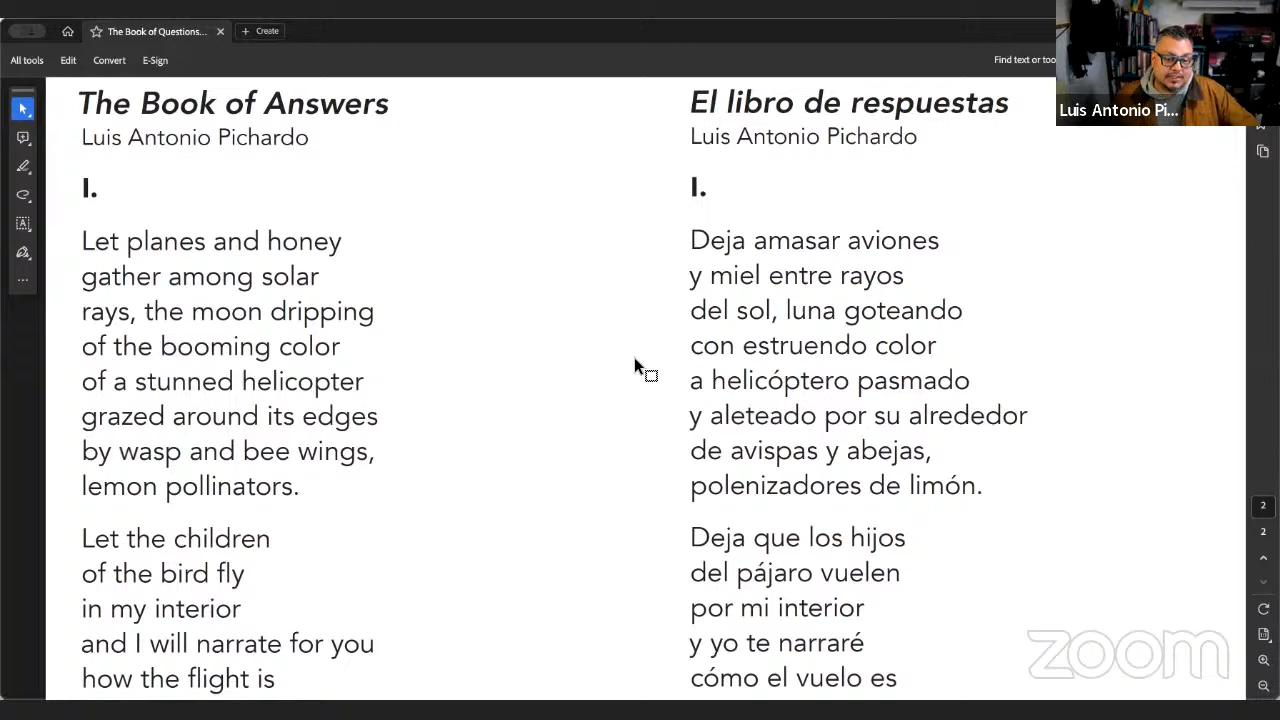 The Book of Questions...
Create
All tools
Edit
Convert
E-Sign
Find text or too
Luis Antonio Pi...
The Book of Answers
Luis Antonio Pichardo
I.
Let planes and honey
gather among solar
rays, the moon dripping
of the booming color
of a stunned helicopter
grazed around its edges
by wasp and bee wings,
lemon pollinators.
Let the children
of the bird fly
in my interior
and I will narrate for you
how the flight is
El libro de respuestas
Luis Antonio Pichardo
I.
Deja amasar aviones
y miel entre rayos
del sol, luna goteando
con estruendo color
a helicóptero pasmado
y aleteado por su alrededor
de avispas y abejas,
polenizadores de limón.
Deja que los hijos
del pájaro vuelen
por mi interior
y yo te narraré
cómo el vuelo es
2
2
zoom